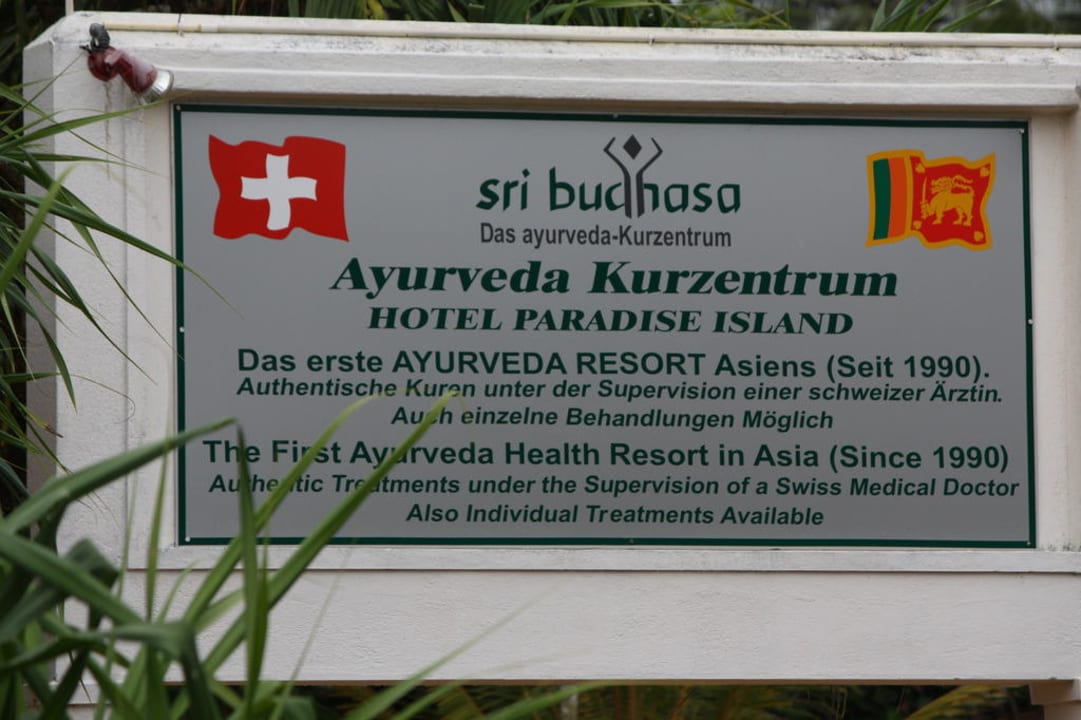 sri budhasa
Das ayurveda-Kurzentrum
Ayurveda Kurzentrum
HOTEL PARADISE ISLAND
Das erste AYURVEDA RESORT Asiens (Seit 1990).
Authentische Kuren unter der Supervision einer schweizer Ärztin.
Auch einzelne Behandlungen Möglich
The First Ayurveda Health Resort in Asia (Since 1990)
Authentic Treatments under the Supervision of a Swiss Medical Doctor
Also Individual Treatments Available